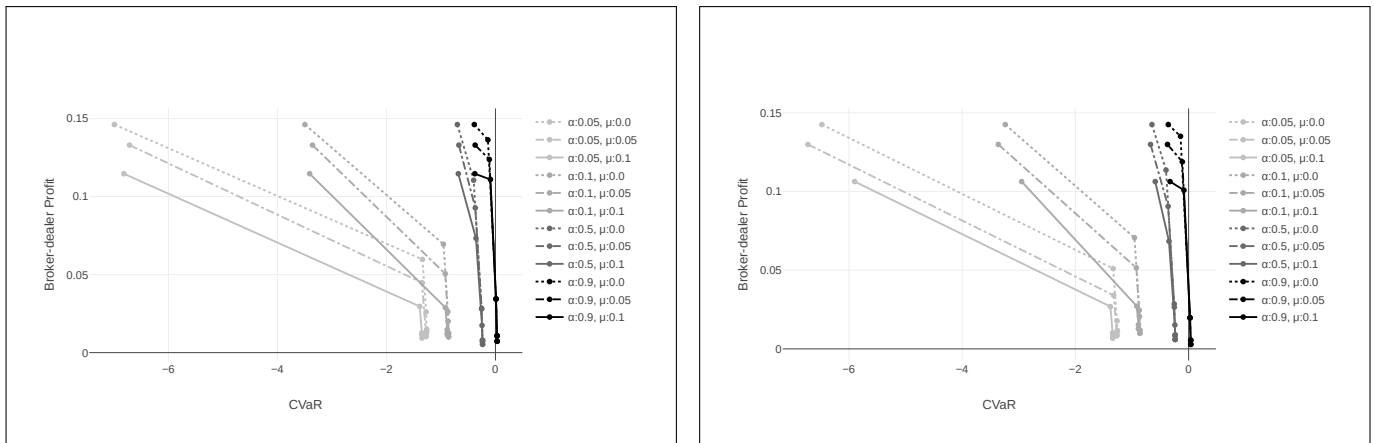 0.15
0.1
0.05
0
Broker-dealer Profit
−6
−4
−2
0
CVaR
α:0.05, μ:0.0
α:0.05, μ:0.05
α:0.05, μ:0.1
α:0.1, μ:0.0
α:0.1, μ:0.05
α:0.1, μ:0.1
α:0.5, μ:0.0
α:0.5, μ:0.05
α:0.5, μ:0.1
α:0.9, μ:0.0
α:0.9, μ:0.05
α:0.9, μ:0.1
0.15
0.1
0.05
0
Broker-dealer Profit
−6
−4
−2
0
CVaR
α:0.05, μ:0.0
α:0.05, μ:0.05
α:0.05, μ:0.1
α:0.1, μ:0.0
α:0.1, μ:0.05
α:0.1, μ:0.1
α:0.5, μ:0.0
α:0.5, μ:0.05
α:0.5, μ:0.1
α:0.9, μ:0.0
α:0.9, μ:0.05
α:0.9, μ:0.1